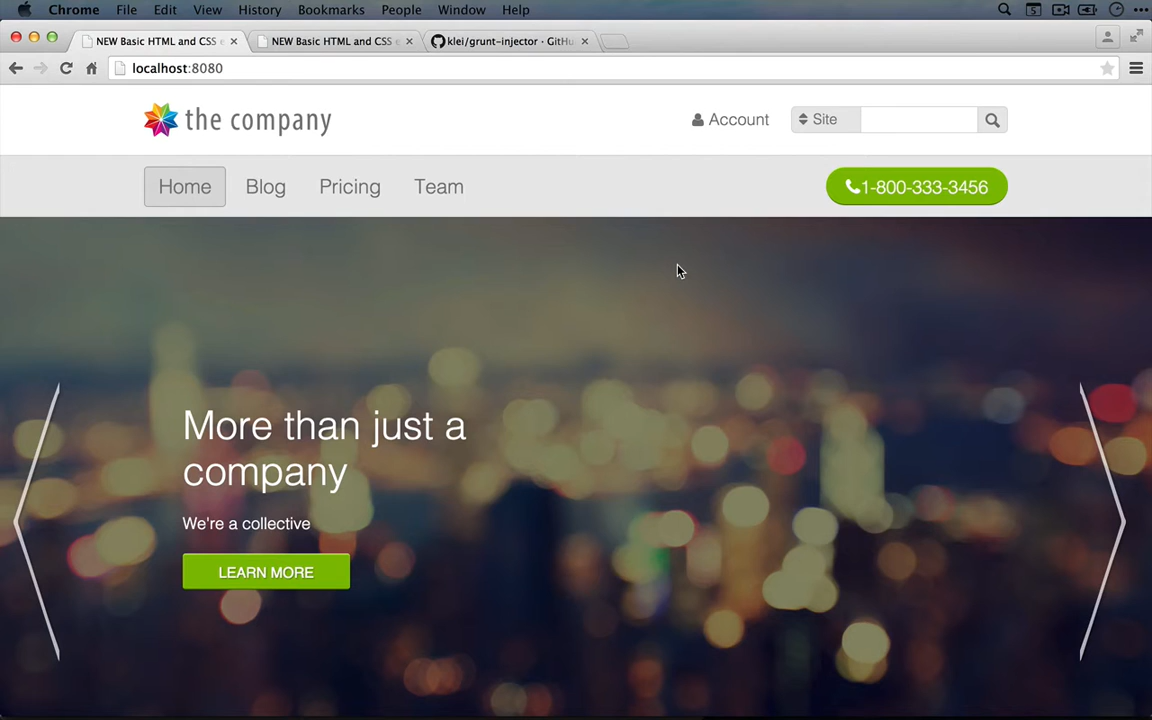 Chrome File Edit View History Bookmarks People Window Help 5
NEW Basic HTML and CSS e NEW Basic HTML and CSS e klei/grunt-injector · GitHu
localhost:8080
the company Account Site
Home Blog Pricing Team 1-800-333-3456
More than just a
company
We're a collective
LEARN MORE